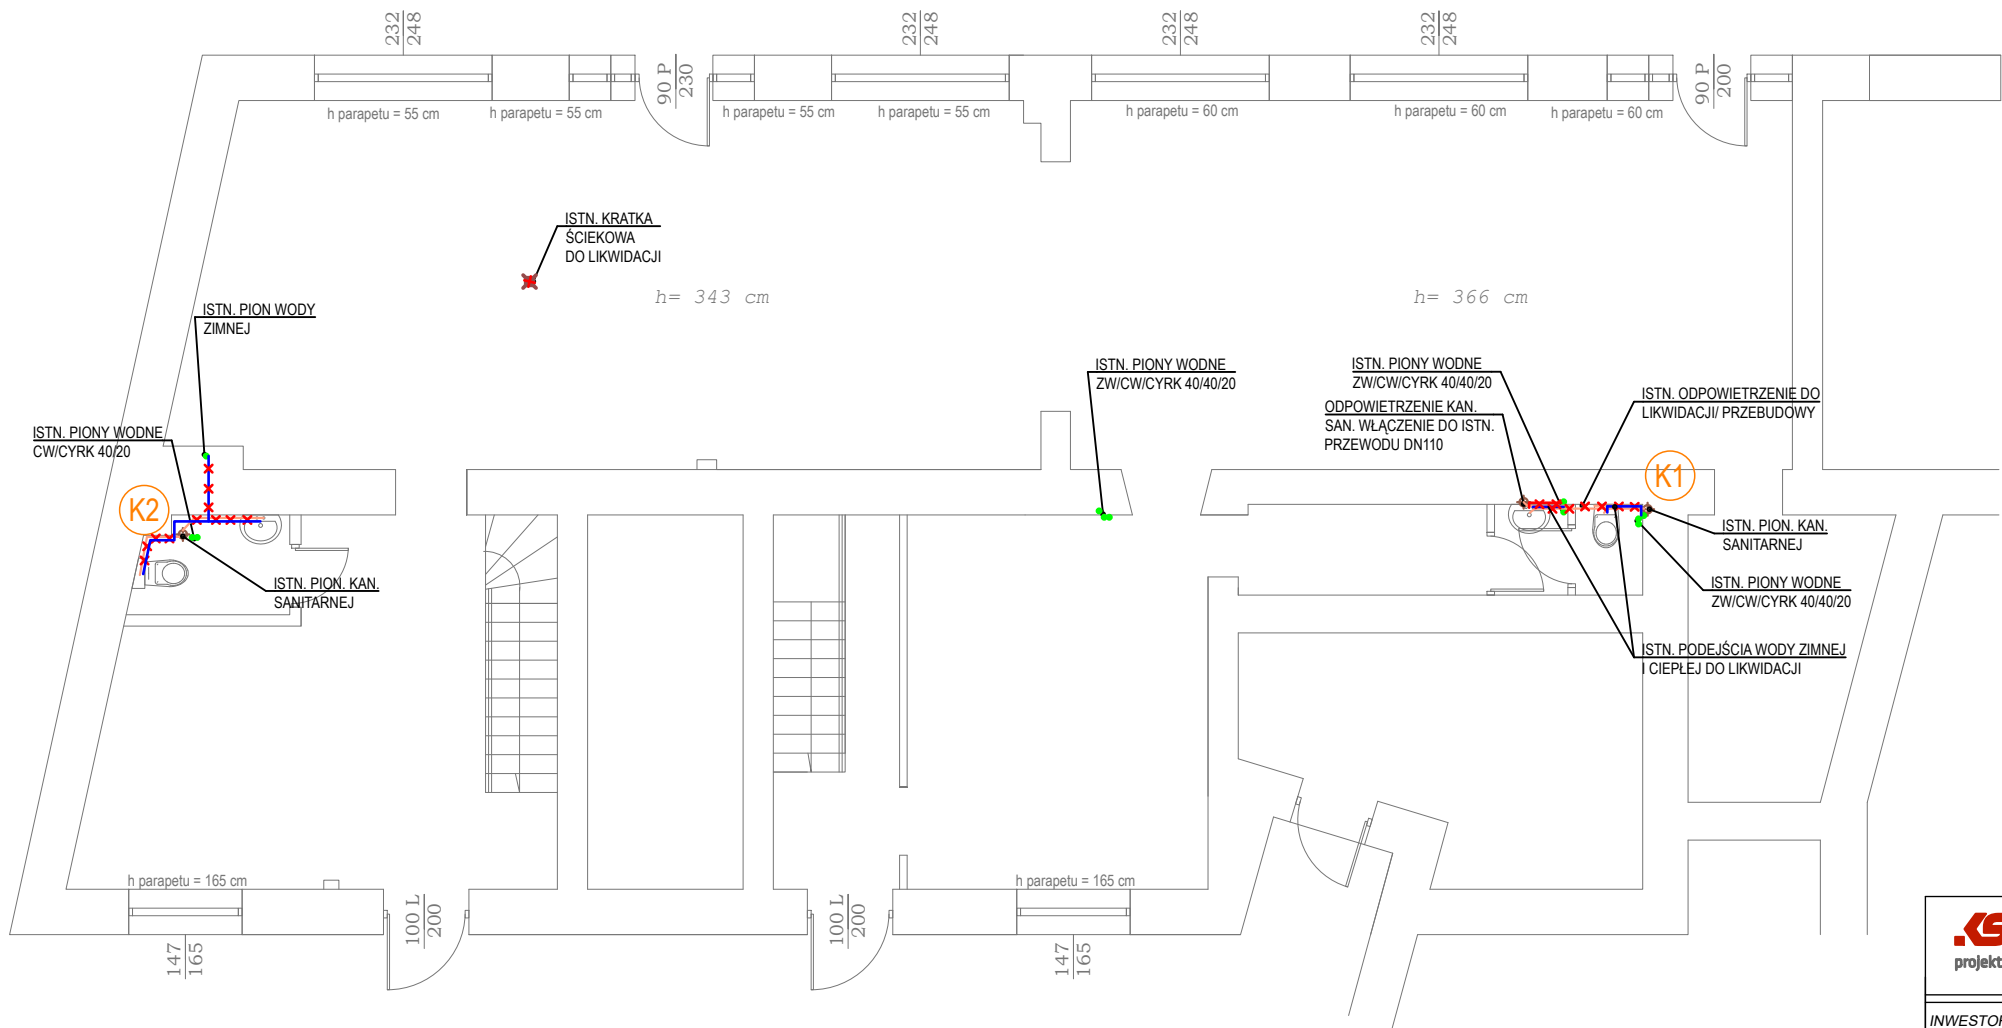 232
248
232
248
232
248
232
248
90 P
230
90 P
200
h parapetu = 55 cm
h parapetu = 55 cm
h parapetu = 55 cm
h parapetu = 55 cm
h parapetu = 60 cm
h parapetu = 60 cm
h parapetu = 60 cm
ISTN. KRATKA
ŚCIEKOWA
DO LIKWIDACJI
h= 343 cm
h= 366 cm
ISTN. PION WODY
ZIMNEJ
ISTN. PIONY WODNE
ZW/CW/CYRK 40/40/20
ISTN. PIONY WODNE
ZW/CW/CYRK 40/40/20
ODPOWIETRZENIE KAN.
SAN. WŁĄCZENIE DO ISTN.
PRZEWODU DN110
ISTN. ODPOWIETRZENIE DO
LIKWIDACJI/ PRZEBUDOWY
ISTN. PIONY WODNE
CW/CYRK 40/20
K2
K1
ISTN. PION. KAN.
SANITARNEJ
ISTN. PION. KAN.
SANITARNEJ
ISTN. PIONY WODNE
ZW/CW/CYRK 40/40/20
ISTN. PODEJŚCIA WODY ZIMNEJ
I CIEPŁEJ DO LIKWIDACJI
h parapetu = 165 cm
h parapetu = 165 cm
147
165
100 L
200
100 L
200
147
165
.KS
projekt
INWESTOR